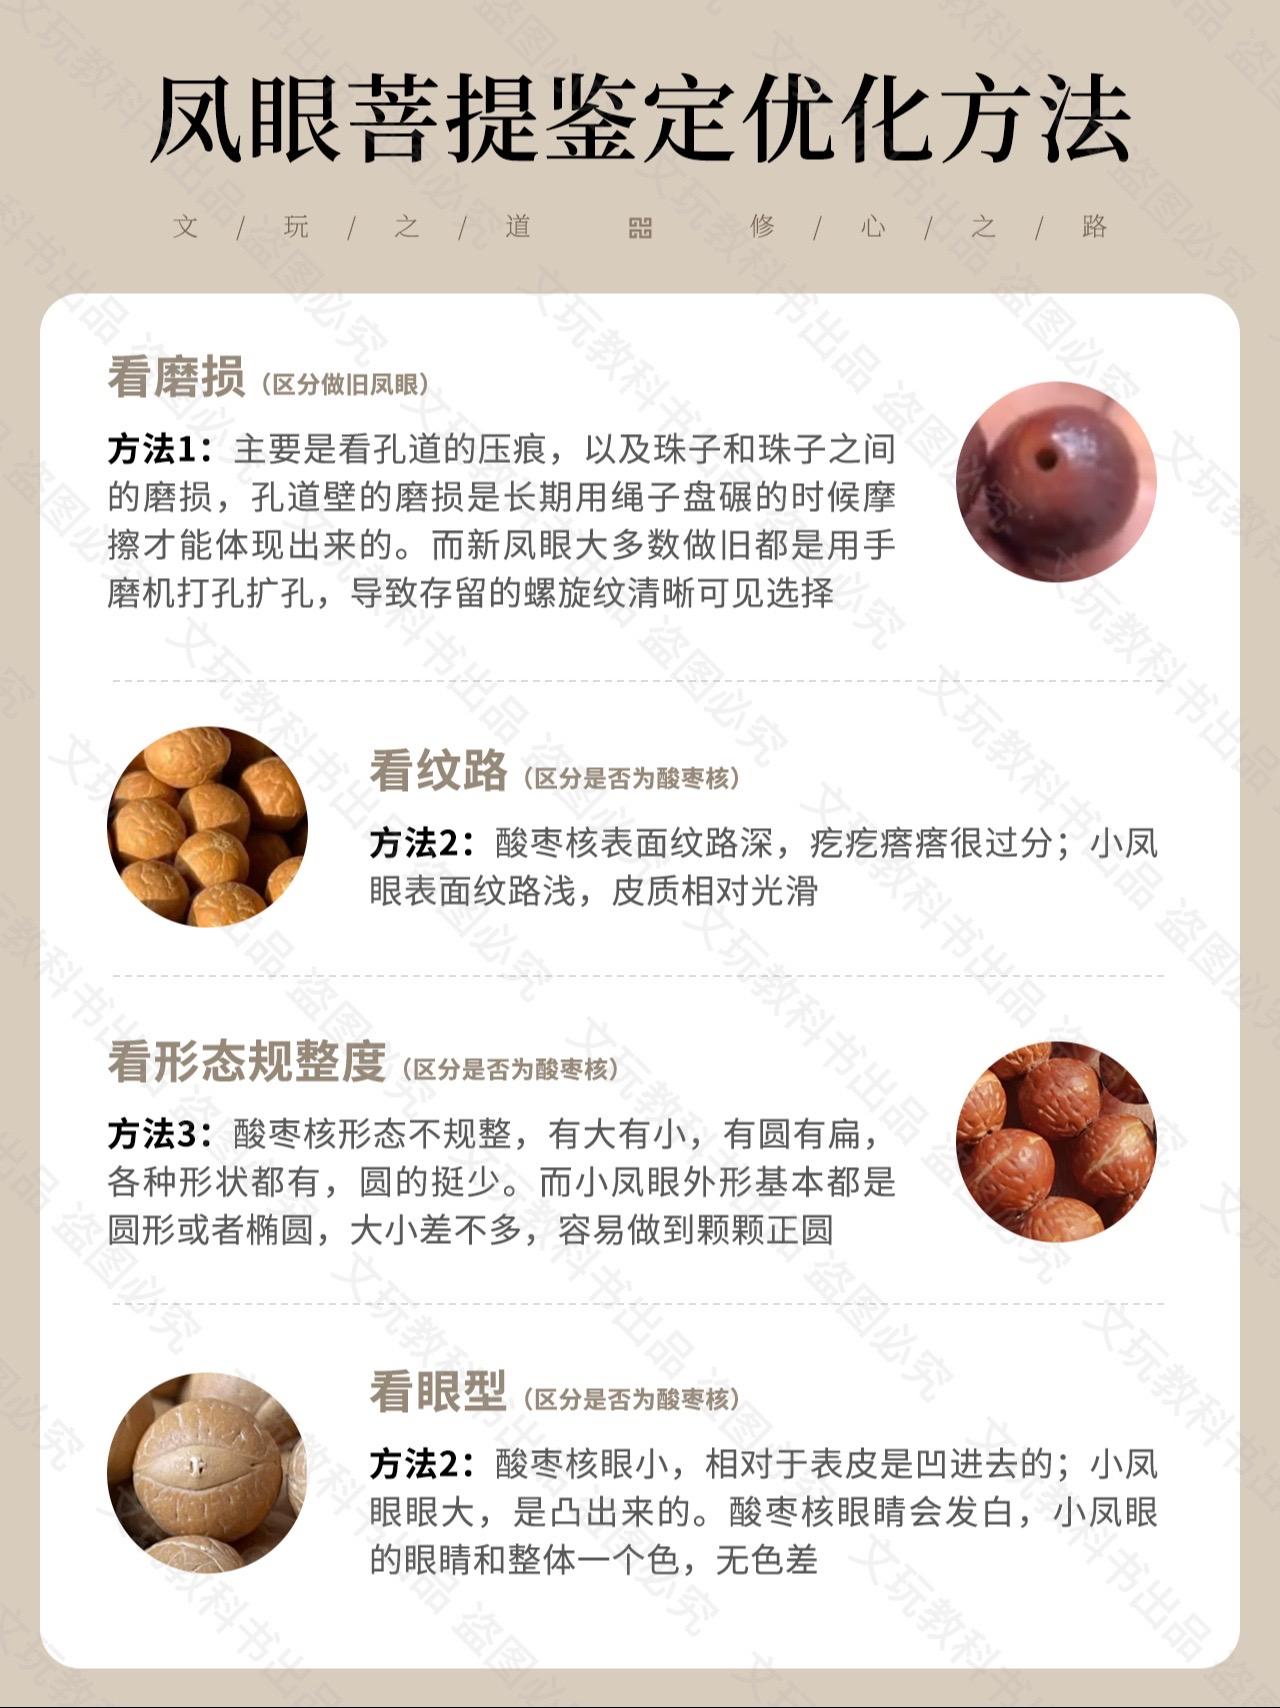 凤眼菩提鉴定优化方法
文 / 玩 / 之 / 道 修 / 心 / 之 / 路
看磨损（区分做旧凤眼）
方法1：主要是看孔道的压痕，以及珠子和珠子之间
的磨损，孔道壁的磨损是长期用绳子盘碾的时候摩
擦才能体现出来的。而新凤眼大多数做旧都是用手
磨机打孔扩孔，导致存留的螺旋纹清晰可见选择
看纹路（区分是否为酸枣核）
方法2：酸枣核表面纹路深，疙疙瘩瘩很过分；小凤
眼表面纹路浅，皮质相对光滑
看形态规整度（区分是否为酸枣核）
方法3：酸枣核形态不规整，有大有小，有圆有扁，
各种形状都有，圆的挺少。而小凤眼外形基本都是
圆形或者椭圆，大小差不多，容易做到颗颗正圆
看眼型（区分是否为酸枣核）
方法2：酸枣核眼小，相对于表皮是凹进去的；小凤
眼眼大，是凸出来的。酸枣核眼睛会发白，小凤眼
的眼睛和整体一个色，无色差
文玩教科书出品 盗图必究